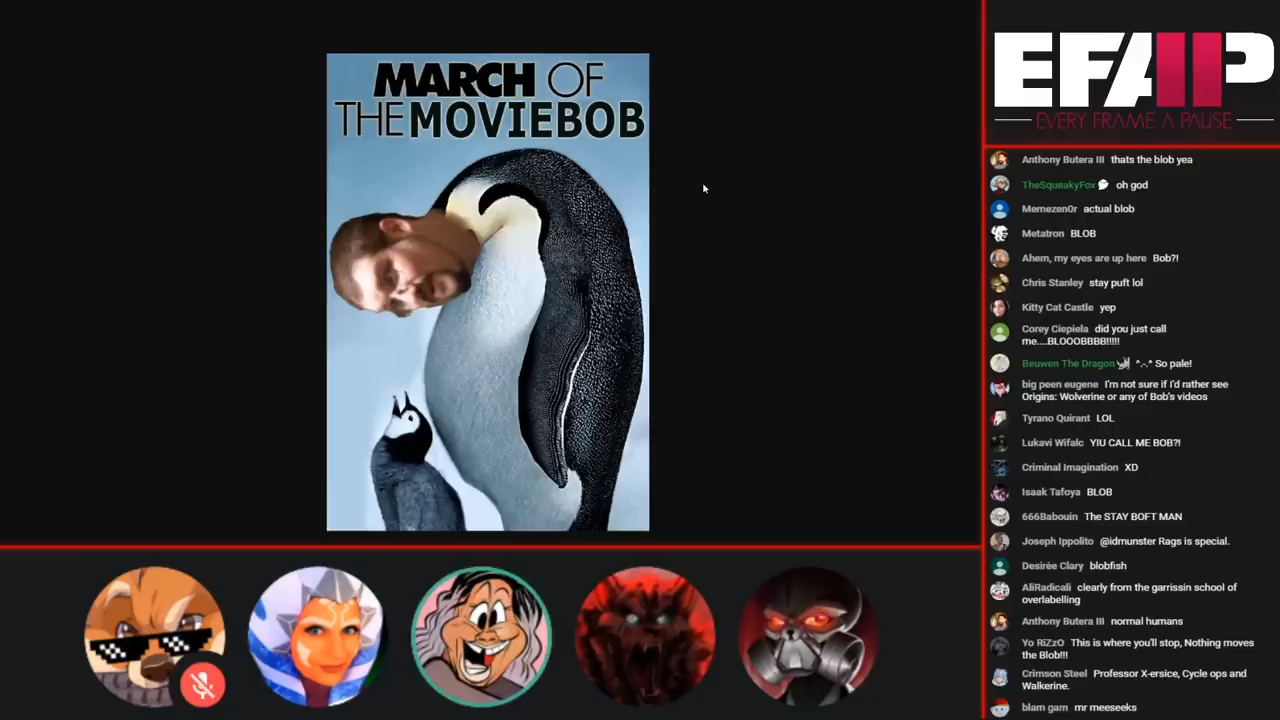 MARCH OF
THE MOVIEBOB
EFAP
EVERY FRAME A PAUSE
Anthony Butera III thats the blob yea
TheSqueakyFox oh god
Memezen0r actual blob
Metatron BLOB
Ahem, my eyes are up here Bob?!
Chris Stanley stay puft lol
Kitty Cat Castle yep
Corey Ciepiela did you just call
me....BLOOOBBBB!!!!!
Beuwen The Dragon ^.-.^ So pale!
big peen eugene I'm not sure if I'd rather see
Origins: Wolverine or any of Bob's videos
Tyrano Quirant LOL
Lukavi Wifalc YIU CALL ME BOB?!
Criminal Imagination XD
Isaak Tafoya BLOB
666Babouin The STAY BOFT MAN
Joseph Ippolito @idmunster Rags is special.
Desirée Clary blobfish
AliRadicali clearly from the garrissin school of
overlabelling
Anthony Butera III normal humans
Yo RiZzO This is where you'll stop, Nothing moves
the Blob!!!
Crimson Steel Professor X-ersice, Cycle ops and
Walkerine.
blam gam mr meeseeks